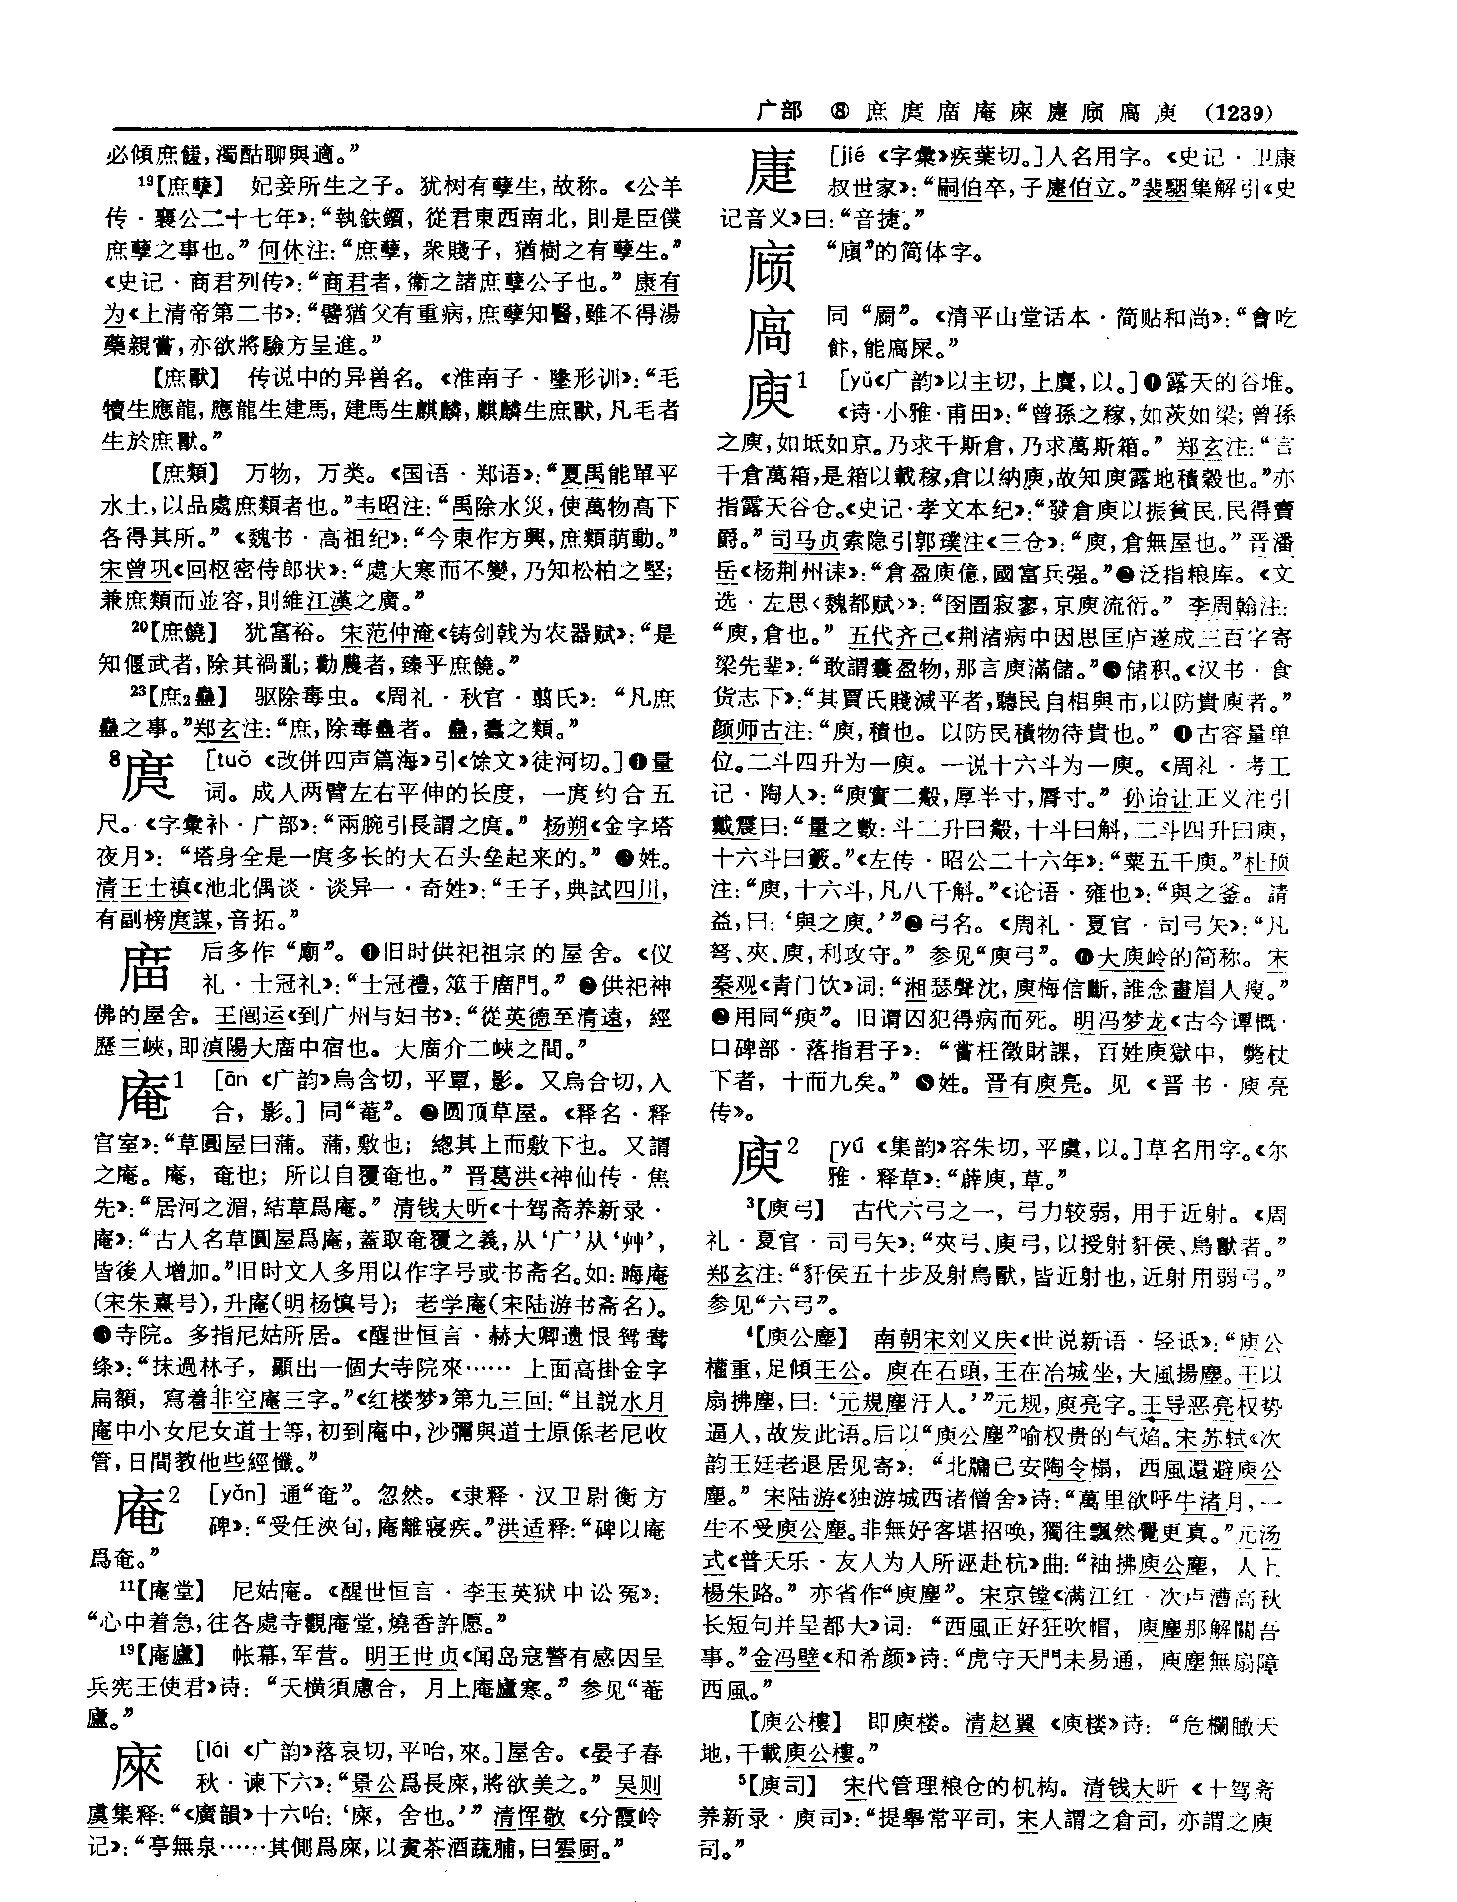 广部 ⑧ 庶庹庿庵庲疌庼庯庾 (1239)
必傾庶饈,濁酤聊與適。”
¹⁹【庶孽】 妃妾所生之子。犹树有孽生,故称。《公羊
传·襄公二十七年》:“執鈇鑕,從君東西南北,則是臣僕
庶孽之事也。”何休注:“庶孽,衆賤子,猶樹之有孽生。”
《史记·商君列传》:“商君者,衛之諸庶孽公子也。”康有
为《上清帝第二书》:“譬猶父有重病,庶孽知醫,雖不得湯
藥親嘗,亦欲將驗方呈進。”
【庶獸】 传说中的异兽名。《淮南子·墬形训》:“毛
犢生應龍,應龍生建馬,建馬生麒麟,麒麟生庶獸,凡毛者
生於庶獸。”
【庶類】 万物,万类。《国语·郑语》:“夏禹能單平
水土,以品處庶類者也。”韦昭注:“禹除水災,使萬物高下
各得其所。”《魏书·高祖纪》:“今東作方興,庶類萌動。”
宋曾巩《回枢密侍郎状》:“處大寒而不變,乃知松柏之堅;
兼庶類而並容,則維江漢之廣。”
²⁰【庶饒】 犹富裕。宋范仲淹《铸剑戟为农器赋》:“是
知偃武者,除其禍亂;勸農者,臻乎庶饒。”
²³【庶₂蠱】 驱除毒虫。《周礼·秋官·翦氏》:“凡庶
蠱之事。”郑玄注:“庶,除毒蠱者。蠱,蠹之類。”
⁸庹 [tuǒ 《改併四声篇海》引《馀文》徒河切。]❶量
词。成人两臂左右平伸的长度,一庹约合五
尺。《字彙补·广部》:“兩腕引長謂之庹。”杨朔《金字塔
夜月》:“塔身全是一庹多长的大石头垒起来的。”❷姓。
清王士禛《池北偶谈·谈异一·奇姓》:“壬子,典試四川,
有副榜庹謀,音拓。”
庿 后多作“廟”。❶旧时供祀祖宗的屋舍。《仪
礼·士冠礼》:“士冠禮,筮于庿門。”❷供祀神
佛的屋舍。王闿运《到广州与妇书》:“從英德至清遠,經
歷三峽,即湞陽大庿中宿也。大庿介二峽之間。”
庵¹ [ān 《广韵》烏含切,平覃,影。又烏合切,入
合,影。]同“菴”。❶圆顶草屋。《释名·释
宫室》:“草圓屋曰蒲。蒲,敷也;總其上而敷下也。又謂
之庵。庵,奄也;所以自覆奄也。”晋葛洪《神仙传·焦
先》:“居河之湄,結草爲庵。”清钱大昕《十驾斋养新录·
庵》:“古人名草圓屋爲庵,蓋取奄覆之義,从‘广’从‘艸’,
皆後人增加。”旧时文人多用以作字号或书斋名。如:晦庵
(宋朱熹号),升庵(明杨慎号);老学庵(宋陆游书斋名)。
❷寺院。多指尼姑所居。《醒世恒言·赫大卿遗恨鸳鸯
绦》:“抹過林子,顯出一個大寺院來……上面高掛金字
扁額,寫着非空庵三字。”《红楼梦》第九三回:“且說水月
庵中小女尼女道士等,初到庵中,沙彌與道士原係老尼收
管,日間教他些經懺。”
庵² [yǎn] 通“奄”。忽然。《隶释·汉卫尉衡方
碑》:“受任浹旬,庵離寢疾。”洪适释:“碑以庵
爲奄。”
¹¹【庵堂】 尼姑庵。《醒世恒言·李玉英狱中讼冤》:
“心中着急,往各處寺觀庵堂,燒香許愿。”
¹⁹【庵廬】 帐幕,军营。明王世贞《闻岛寇警有感因呈
兵宪王使君》诗:“天横須慮合,月上庵廬寒。”参见“菴
廬。”
庲 [lái 《广韵》落哀切,平咍,來。]屋舍。《晏子春
秋·谏下六》:“景公爲長庲,將欲美之。”吴则
虞集释:“《廣韻》十六咍:‘庲,舍也。’”清恽敬《分霞岭
记》:“亭無泉……其側爲庲,以賣茶酒蔬脯,曰雲厨。”
疌 [jié 《字彙》疾葉切。]人名用字。《史记·卫康
叔世家》:“嗣伯卒,子疌伯立。”裴駰集解引《史
记音义》曰:“音捷。”
庼 “廎”的简体字。
同“屙”。《清平山堂话本·简贴和尚》:“會吃
飰,能屙屎。”
庾¹ [yǔ《广韵》以主切,上麌,以。]❶露天的谷堆。
《诗·小雅·甫田》:“曾孫之稼,如茨如梁;曾孫
之庾,如坻如京。乃求千斯倉,乃求萬斯箱。”郑玄注:“言
千倉萬箱,是箱以載稼,倉以納庾,故知庾露地積穀也。”亦
指露天谷仓。《史记·孝文本纪》:“發倉庾以振貧民,民得賣
爵。”司马贞索隐引郭璞注《三仓》:“庾,倉無屋也。”晋潘
岳《杨荆州诔》:“倉盈庾億,國富兵强。”❷泛指粮库。《文
选·左思〈魏都赋〉》:“囹圄寂寥,京庾流衍。”李周翰注:
“庾,倉也。”五代齐己《荆渚病中因思匡庐遂成三百字寄
梁先辈》:“敢謂囊盈物,那言庾滿儲。”❸储积。《汉书·食
货志下》:“其賈氏賤減平者,聽民自相與市,以防貴庾者。”
颜师古注:“庾,積也。以防民積物待貴也。”❹古容量单
位。二斗四升为一庾。一说十六斗为一庾。《周礼·考工
记·陶人》:“庾實二觳,厚半寸,脣寸。”孙诒让正义注引
戴震曰:“量之數:斗二升曰觳,十斗曰斛,二斗四升曰庾,
十六斗曰籔。”《左传·昭公二十六年》:“粟五千庾。”杜预
注:“庾,十六斗,凡八千斛。”《论语·雍也》:“與之釜。請
益,曰:‘與之庾。’”❺弓名。《周礼·夏官·司弓矢》:“凡
弩、夾、庾,利攻守。”参见“庾弓”。❻大庾岭的简称。宋
秦观《青门饮》词:“湘瑟聲沈,庾梅信斷,誰念畫眉人瘦。”
❼用同“瘐”。旧谓囚犯得病而死。明冯梦龙《古今谭概·
口碑部·落指君子》:“嘗枉徵財課,百姓庾獄中,斃杖
下者,十而九矣。”❽姓。晋有庾亮。见《晋书·庾亮
传》。
庾² [yú 《集韵》容朱切,平虞,以。]草名用字。《尔
雅·释草》:“薜庾,草。”
³【庾弓】 古代六弓之一,弓力较弱,用于近射。《周
礼·夏官·司弓矢》:“夾弓、庾弓,以授射豻侯、鳥獸者。”
郑玄注:“豻侯五十步及射鳥獸,皆近射也,近射用弱弓。”
参见“六弓”。
⁴【庾公塵】 南朝宋刘义庆《世说新语·轻诋》:“庾公
權重,足傾王公。庾在石頭,王在冶城坐,大風揚塵。王以
扇拂塵,曰:‘元規塵汙人。’”元规,庾亮字。王导恶亮权势
逼人,故发此语。后以“庾公塵”喻权贵的气焰。宋苏轼《次
韵王廷老退居见寄》:“北牖已安陶令榻,西風還避庾公
塵。”宋陆游《独游城西诸僧舍》诗:“萬里欲呼牛渚月,一
生不受庾公塵。非無好客堪招唤,獨往飄然覺更真。”元汤
式《普天乐·友人为人所诬赴杭》曲:“袖拂庾公塵,人上
楊朱路。”亦省作“庾塵”。宋京镗《满江红·次卢漕高秋
长短句并呈都大》词:“西風正好狂吹帽,庾塵那解關吾
事。”金冯壁《和希颜》诗:“虎守天門未易通,庾塵無扇障
西風。”
【庾公樓】 即庾楼。清赵翼《庾楼》诗:“危欄瞰天
地,千載庾公樓。”
⁵【庾司】 宋代管理粮仓的机构。清钱大昕《十驾斋
养新录·庾司》:“提舉常平司,宋人謂之倉司,亦謂之庾
司。”